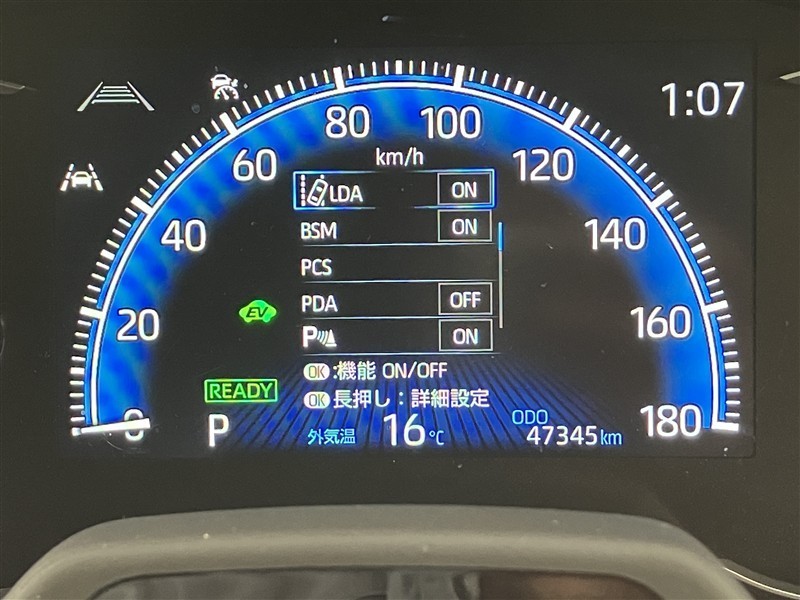 1:07
80
100
km/h
60
120
LDA ON
40
BSM ON
140
PCS
EV
PDA OFF
20
160
P ON
OK:機能 ON/OFF
READY
OK 長押し:詳細設定
0
P
外気温 16℃
ODO
47345km
180